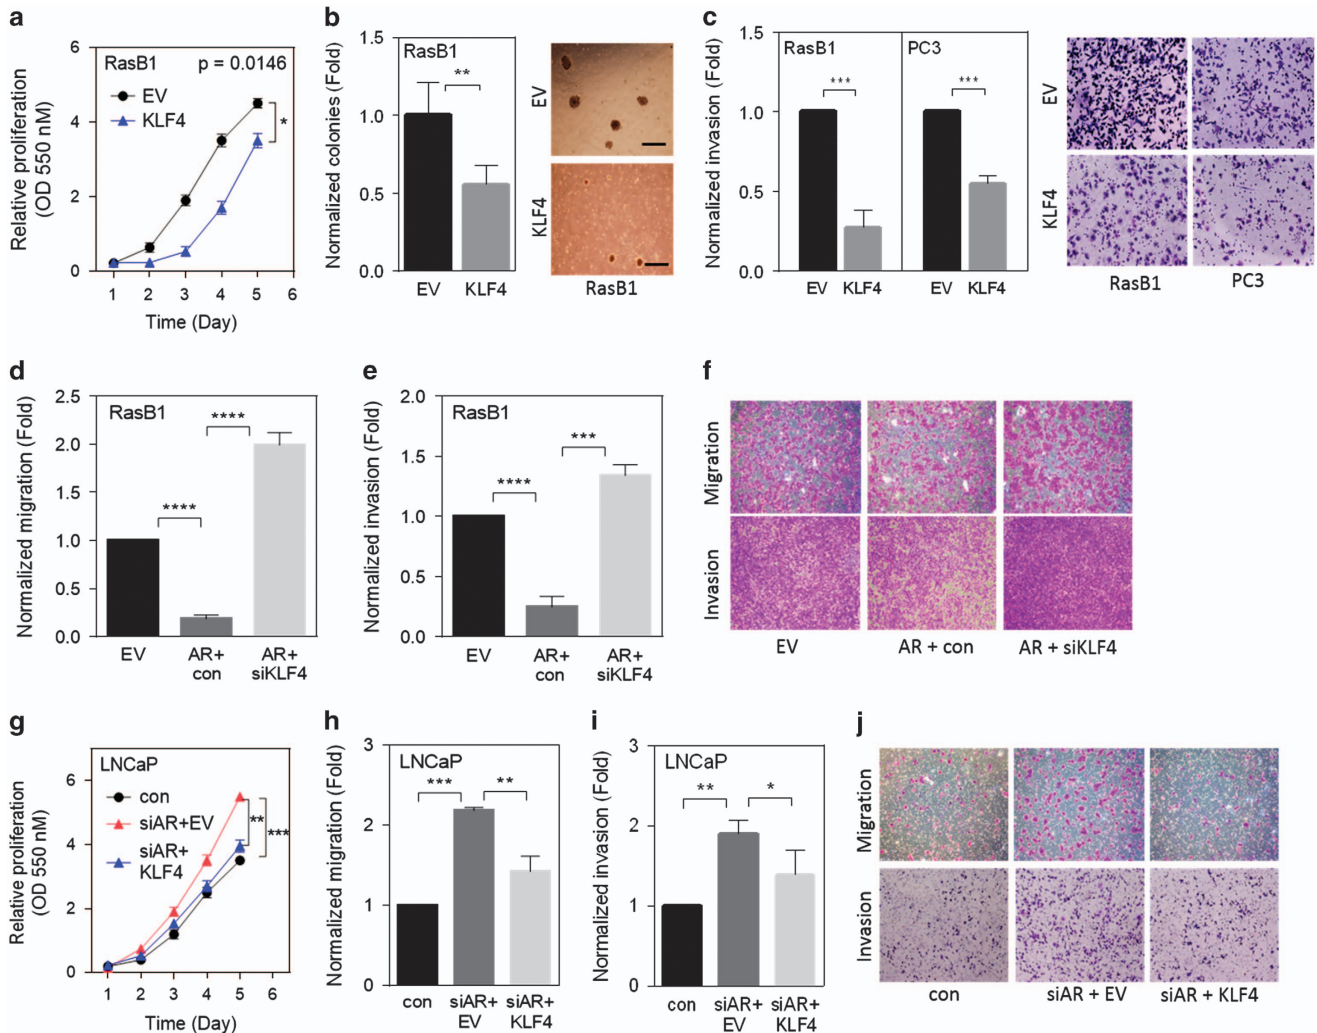 a
RasB1
p = 0.0146
EV
KLF4
*
Relative proliferation
(OD 550 nM)
6
4
2
0
1 2 3 4 5 6
Time (Day)
b
RasB1
**
Normalized colonies (Fold)
1.5
1.0
0.5
0.0
EV KLF4
EV
KLF4
RasB1
c
RasB1
PC3
***
***
Normalized invasion (Fold)
1.5
1.0
0.5
0.0
EV KLF4
EV KLF4
EV
KLF4
RasB1
PC3
d
RasB1
****
****
Normalized migration (Fold)
2.5
2.0
1.5
1.0
0.5
0.0
EV
AR+
con
AR+
siKLF4
e
RasB1
****
***
Normalized invasion (Fold)
2.0
1.5
1.0
0.5
0.0
EV
AR+
con
AR+
siKLF4
f
Migration
Invasion
EV
AR + con
AR + siKLF4
g
LNCaP
con
siAR+EV
siAR+
KLF4
**
***
Relative proliferation
(OD 550 nM)
6
4
2
0
1 2 3 4 5 6
Time (Day)
h
LNCaP
***
**
Normalized migration (Fold)
3
2
1
0
con
siAR+
EV
siAR+
KLF4
i
LNCaP
**
*
Normalized invasion (Fold)
3
2
1
0
con
siAR+
EV
siAR+
KLF4
j
Migration
Invasion
con
siAR + EV
siAR + KLF4